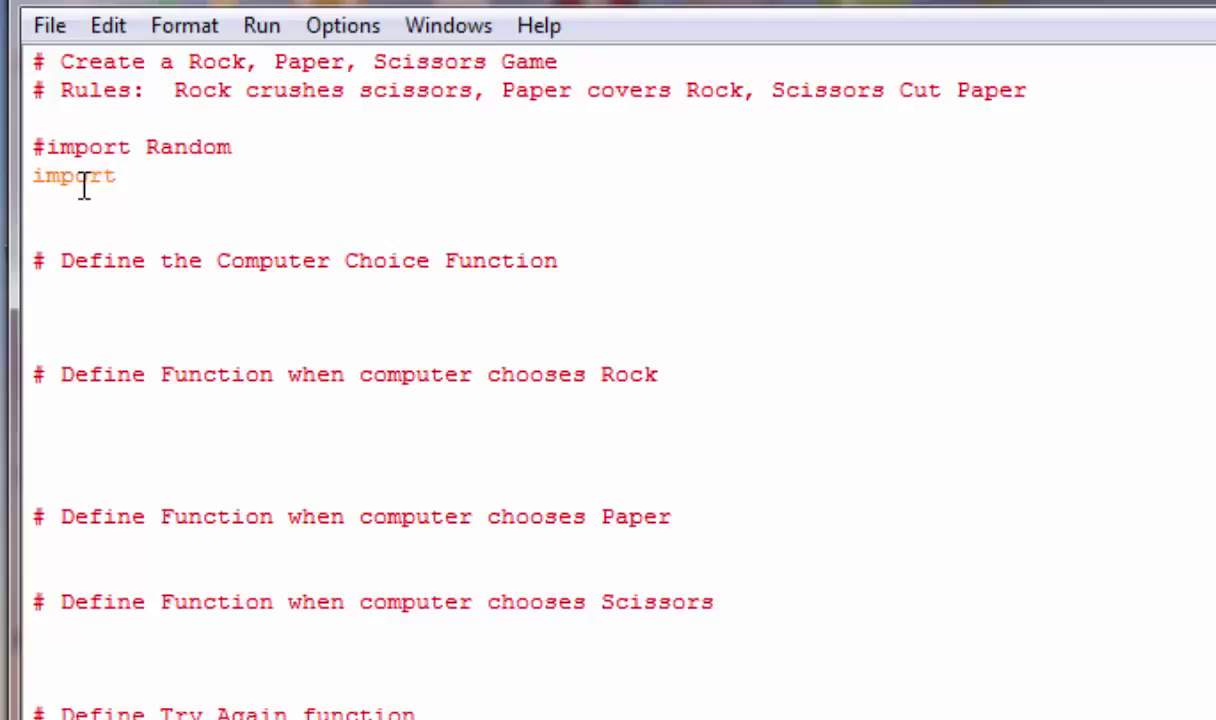 File Edit Format Run Options Windows Help
# Create a Rock, Paper, Scissors Game
# Rules:  Rock crushes scissors, Paper covers Rock, Scissors Cut Paper
#import Random
import
# Define the Computer Choice Function
# Define Function when computer chooses Rock
# Define Function when computer chooses Paper
# Define Function when computer chooses Scissors
# Define Try Again function